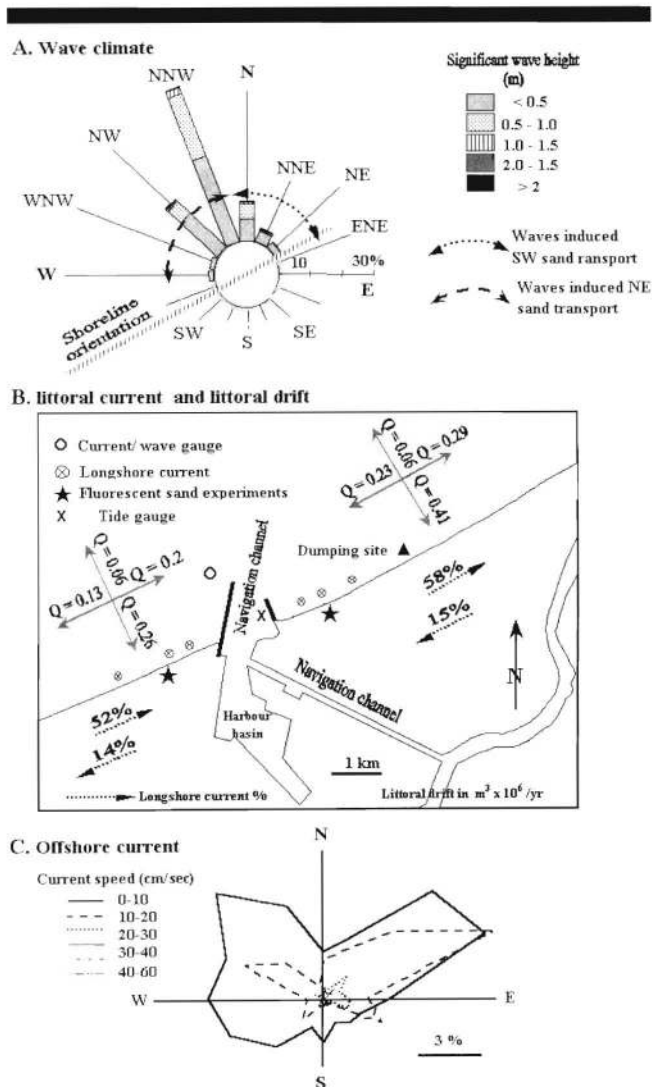 A. Wave climate
NNW
N
NW
NNE
NE
WNW
ENE
W
10
30%
E
Shoreline
orientation
SW
S
SE
Significant wave height
(m)
< 0.5
0.5 - 1.0
1.0 - 1.5
2.0 - 1.5
> 2
Waves induced
SW sand ransport
Waves induced NE
sand transport
B. littoral current and littoral drift
Current/ wave gauge
Longshore current
Fluorescent sand experiments
X Tide gauge
Q = 0.06
Q = 0.29
Q = 0.23
Q = 0.41
Dumping site
Navigation channel
Q = 0.06
Q = 0.2
Q = 0.13
Q = 0.26
X
58%
15%
N
Navigation channel
52%
14%
Harbour
basin
1 km
Longshore current %
Littoral drift in m³ x 10⁶ /yr
C. Offshore current
N
Current speed (cm/sec)
0-10
10-20
20-30
30-40
40-60
W
E
3 %
S